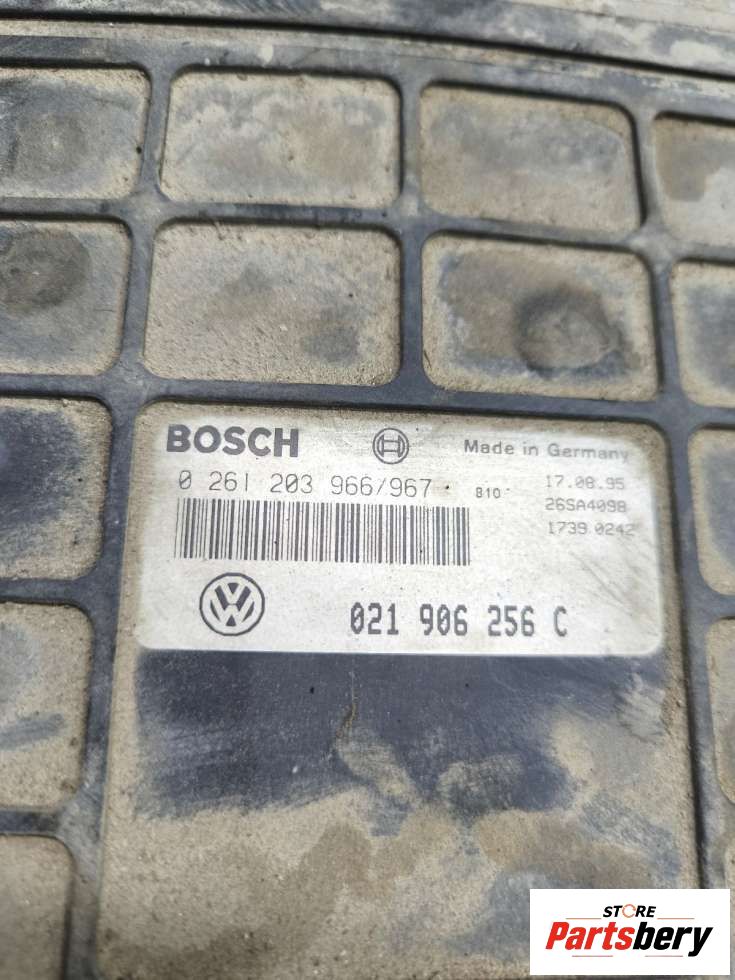 BOSCH
Made in Germany
0 261 203 966/967
810
17.08.95
26SA4098
1739 0242
021 906 256 C
STORE
Partsbery